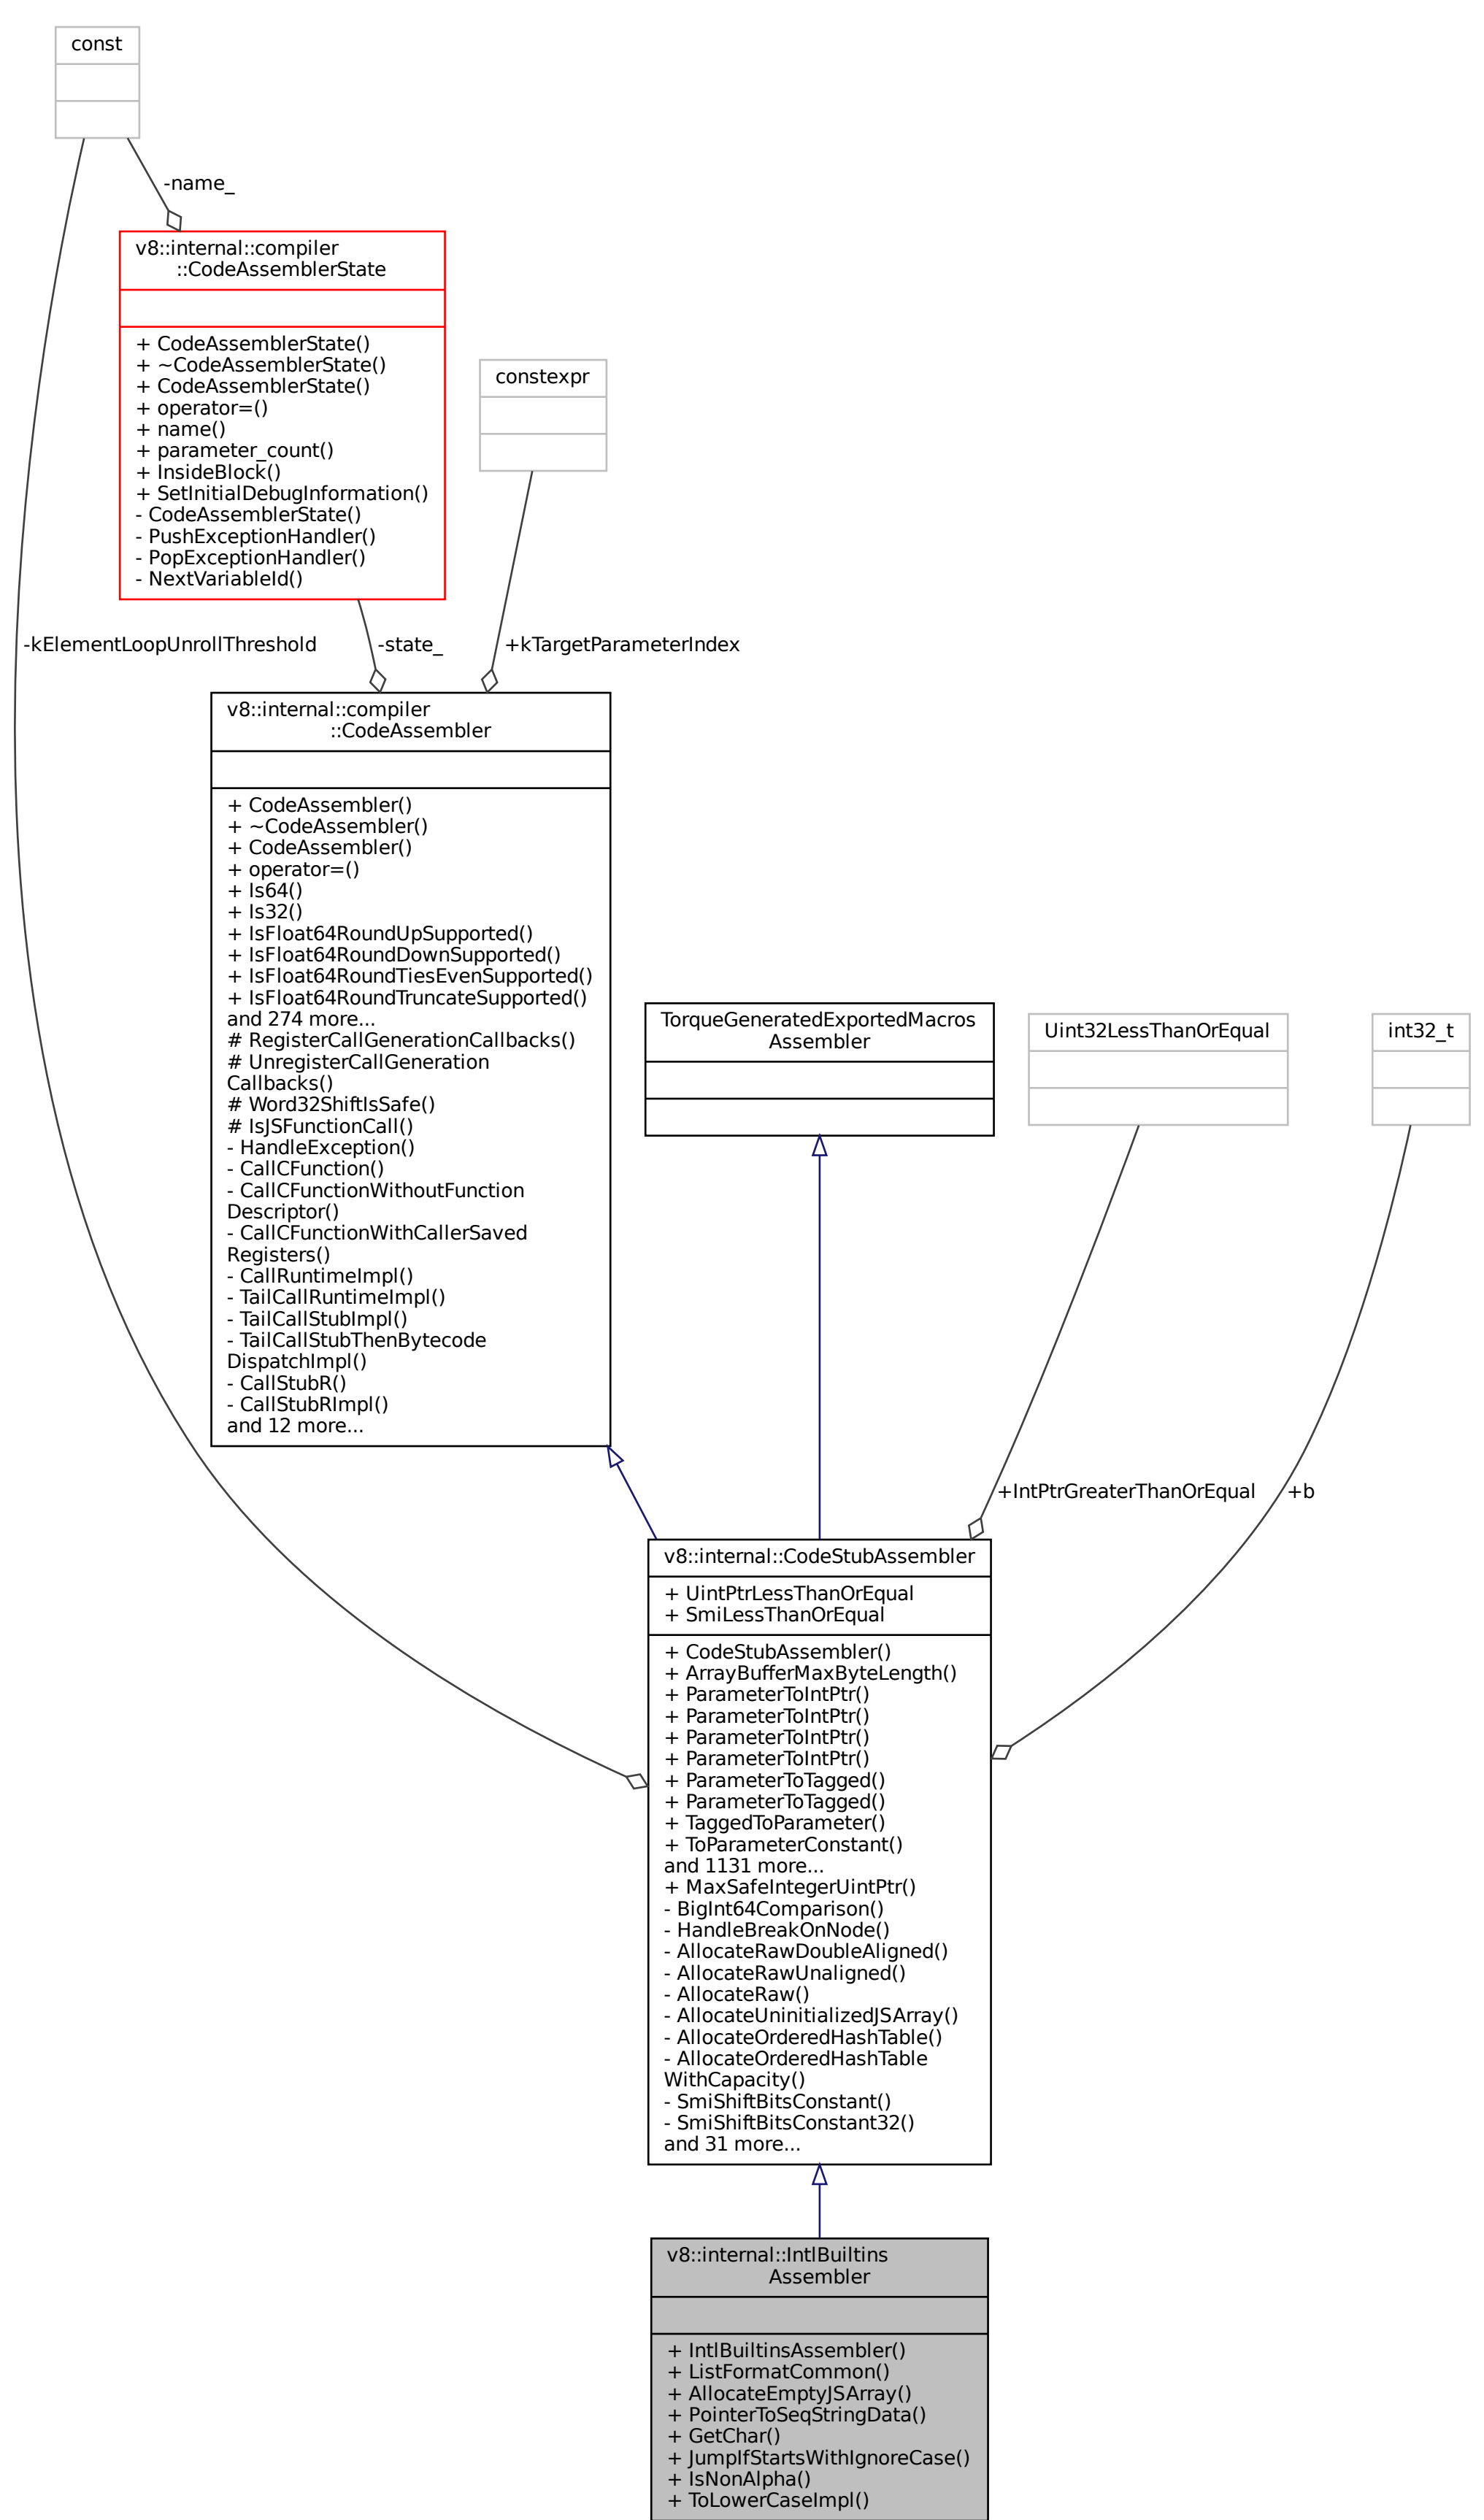 const
-name_
v8::internal::compiler
::CodeAssemblerState
+ CodeAssemblerState()
+ ~CodeAssemblerState()
+ CodeAssemblerState()
+ operator=()
+ name()
+ parameter_count()
+ InsideBlock()
+ SetInitialDebugInformation()
- CodeAssemblerState()
- PushExceptionHandler()
- PopExceptionHandler()
- NextVariableId()
constexpr
-kElementLoopUnrollThreshold
-state_
+kTargetParameterIndex
v8::internal::compiler
::CodeAssembler
+ CodeAssembler()
+ ~CodeAssembler()
+ CodeAssembler()
+ operator=()
+ Is64()
+ Is32()
+ IsFloat64RoundUpSupported()
+ IsFloat64RoundDownSupported()
+ IsFloat64RoundTiesEvenSupported()
+ IsFloat64RoundTruncateSupported()
and 274 more...
# RegisterCallGenerationCallbacks()
# UnregisterCallGeneration
Callbacks()
# Word32ShiftIsSafe()
# IsJSFunctionCall()
- HandleException()
- CallCFunction()
- CallCFunctionWithoutFunction
Descriptor()
- CallCFunctionWithCallerSaved
Registers()
- CallRuntimeImpl()
- TailCallRuntimeImpl()
- TailCallStubImpl()
- TailCallStubThenBytecode
DispatchImpl()
- CallStubR()
- CallStubRImpl()
and 12 more...
TorqueGeneratedExportedMacros
Assembler
Uint32LessThanOrEqual
int32_t
+IntPtrGreaterThanOrEqual
+b
v8::internal::CodeStubAssembler
+ UintPtrLessThanOrEqual
+ SmiLessThanOrEqual
+ CodeStubAssembler()
+ ArrayBufferMaxByteLength()
+ ParameterToIntPtr()
+ ParameterToIntPtr()
+ ParameterToIntPtr()
+ ParameterToIntPtr()
+ ParameterToTagged()
+ ParameterToTagged()
+ TaggedToParameter()
+ ToParameterConstant()
and 1131 more...
+ MaxSafeIntegerUintPtr()
- BigInt64Comparison()
- HandleBreakOnNode()
- AllocateRawDoubleAligned()
- AllocateRawUnaligned()
- AllocateRaw()
- AllocateUninitializedJSArray()
- AllocateOrderedHashTable()
- AllocateOrderedHashTable
WithCapacity()
- SmiShiftBitsConstant()
- SmiShiftBitsConstant32()
and 31 more...
v8::internal::IntlBuiltins
Assembler
+ IntlBuiltinsAssembler()
+ ListFormatCommon()
+ AllocateEmptyJSArray()
+ PointerToSeqStringData()
+ GetChar()
+ JumpIfStartsWithIgnoreCase()
+ IsNonAlpha()
+ ToLowerCaseImpl()